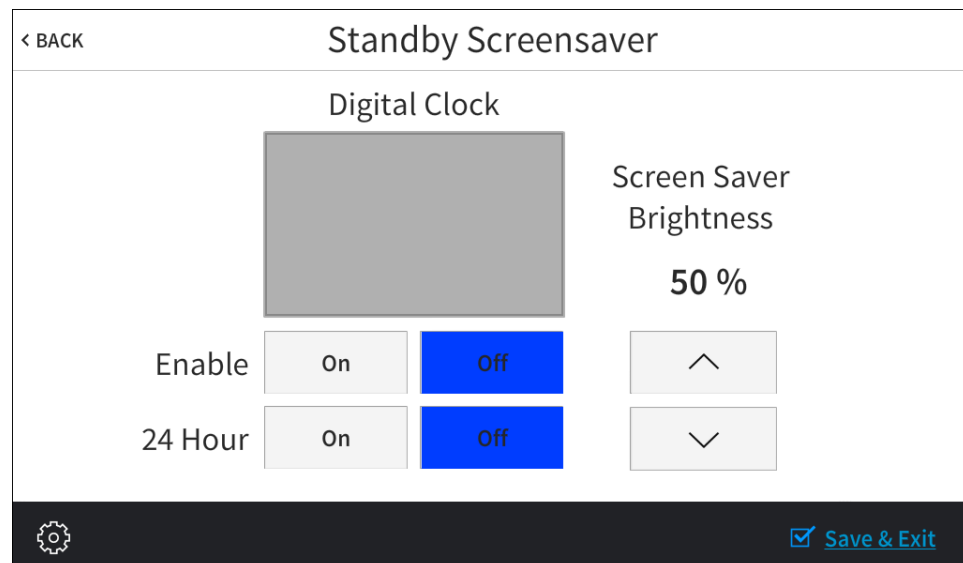 < BACK
Standby Screensaver
Digital Clock
Screen Saver
Brightness
50 %
Enable On Off
24 Hour On Off
Save & Exit